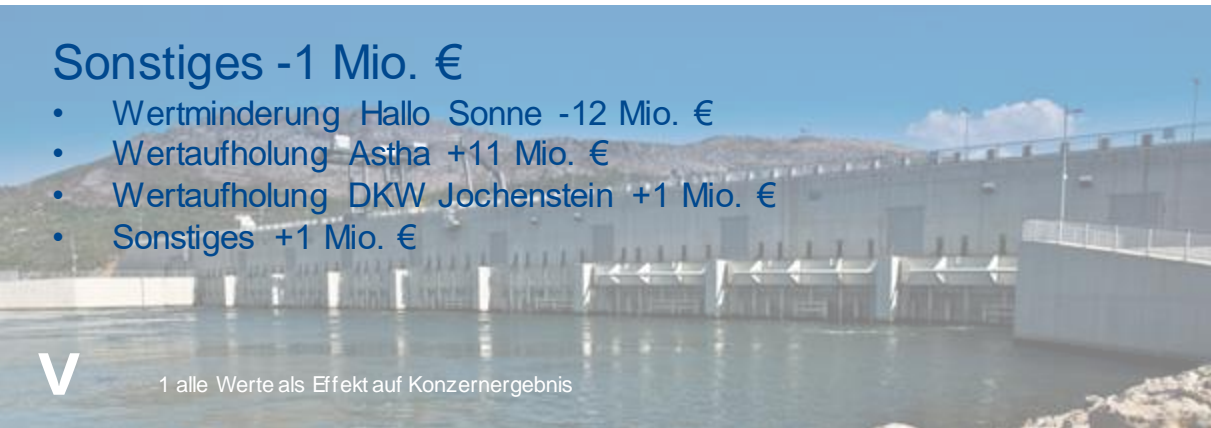 Sonstiges -1 Mio. €
• Wertminderung Hallo Sonne -12 Mio. €
• Wertaufholung Astha +11 Mio. €
• Wertaufholung DKW Jochenstein +1 Mio. €
• Sonstiges +1 Mio. €
V
1 alle Werte als Effekt auf Konzernergebnis